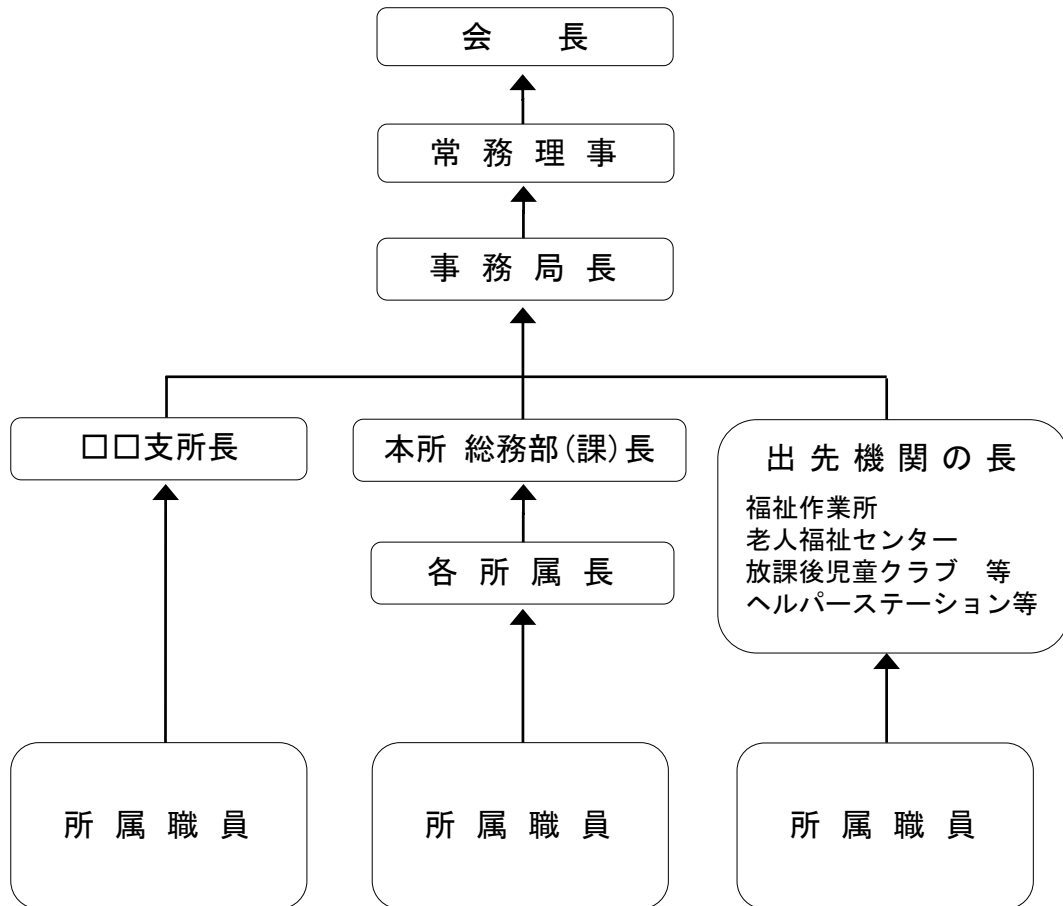 会 長
常 務 理 事
事 務 局 長
□□支所長
本所 総務部(課)長
出 先 機 関 の 長
福祉作業所
老人福祉センター
放課後児童クラブ 等
ヘルパーステーション等
各 所 属 長
所 属 職 員
所 属 職 員
所 属 職 員